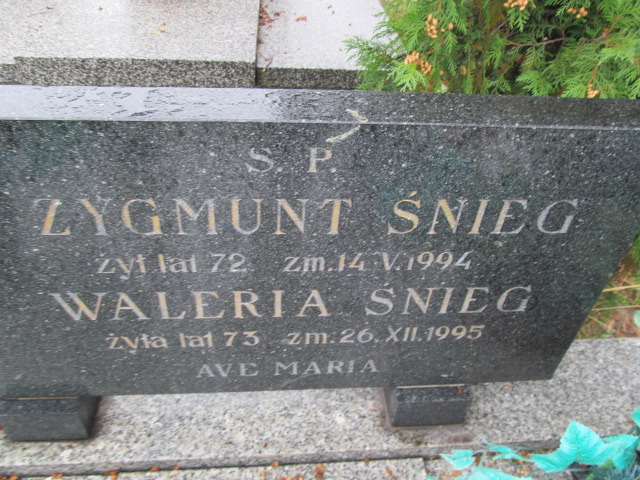 S. P.
ZYGMUNT ŚNIEG
żył lat 72 zm. 14 V. 1994
WALERIA ŚNIEG
żyła lat 73 zm. 26. XII. 1995
AVE MARIA